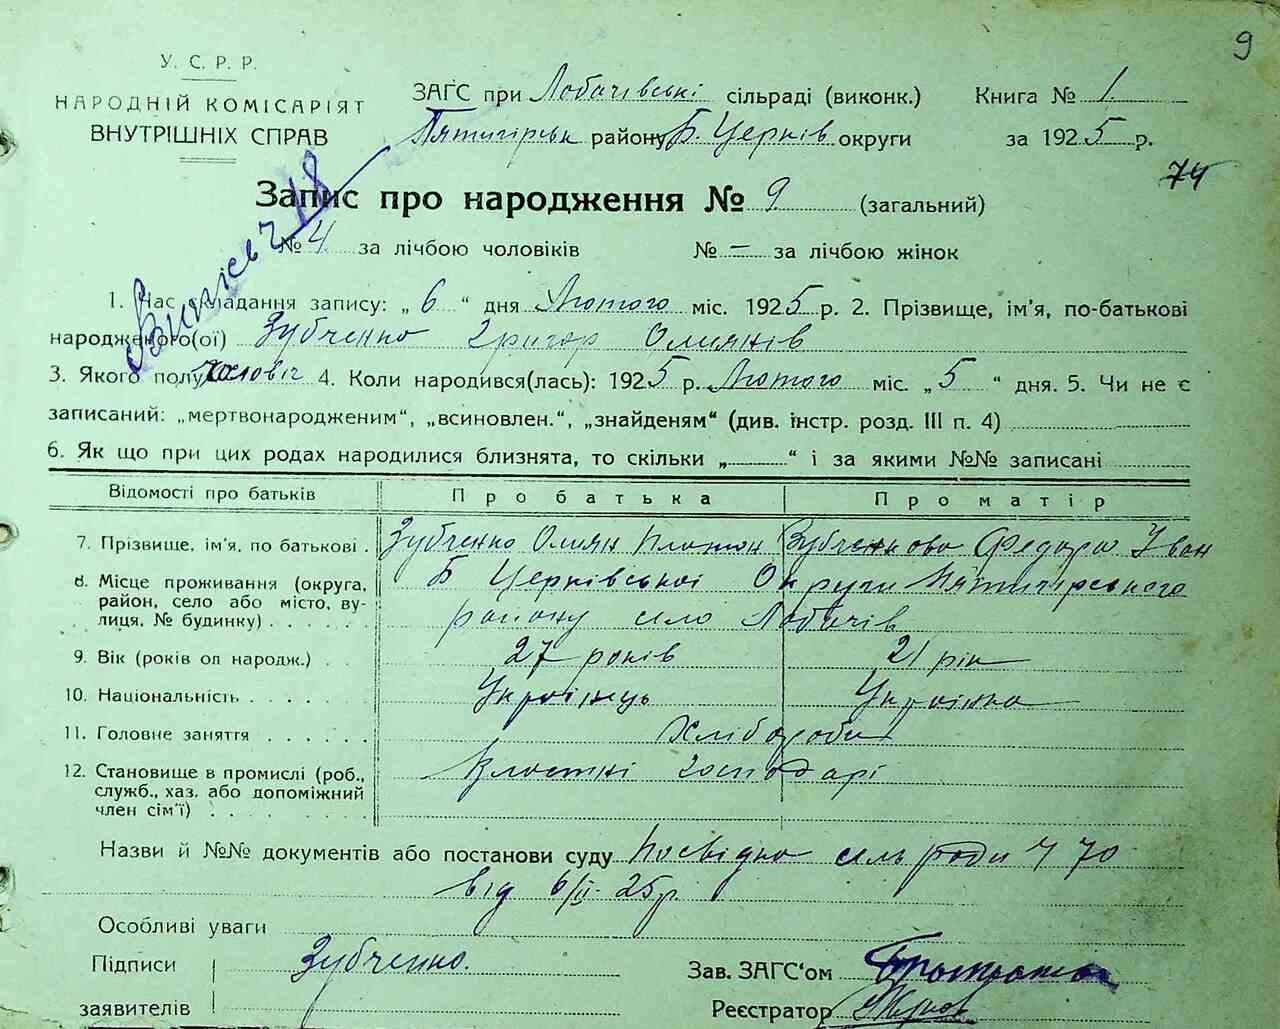 9
У. С. Р. Р.
НАРОДНІЙ КОМІСАРІЯТ
ВНУТРІШНІХ СПРАВ
ЗАГС при Лобачівські сільраді (виконк.) Книга № 1.
Пятигірськ району Б. Церків округи за 1925 р.
74
Запис про народження № 9 (загальний)
№ 4 за лічбою чоловіків № — за лічбою жінок
1. Час складання запису: „ 6 “ дня Лютого міс. 1925 р. 2. Прізвище, ім'я, по-батькові
народженого(ої) Зубченко Григор Олиянів
3. Якого полу чоловіч 4. Коли народився(лась): 1925 р. Лютого міс. „ 5 “ дня. 5. Чи не є
записаний: „мертвонародженим“, „всиновлен.“, „знайденям“ (див. інстр. розд. III п. 4)
6. Як що при цих родах народилися близнята, то скільки „ “ і за якими №№ записані
Відомості про батьків Про батька Про матір
7. Прізвище, ім'я, по батькові . Зубченко Олиян Платон Зубченкова Федора Іван
8. Місце проживання (округа, район, село або місто, вулиця, № будинку) Б Церківської Округи Пятигірського
району село Лобачів
9. Вік (років од народж.) . . 27 років 21 рік
10. Національність . . . . . Українець Українка
11. Головне заняття . . . . . . Хлібороби
12. Становище в промислі (роб., служб., хаз. або допоміжний член сім'ї) Власні господарі
Назви й №№ документів або постанови суду Посвідка сельради ч 70
від 6/II-25р.
Особливі уваги
Підписи Зубченко. Зав. ЗАГС'ом
заявителів Реєстратор